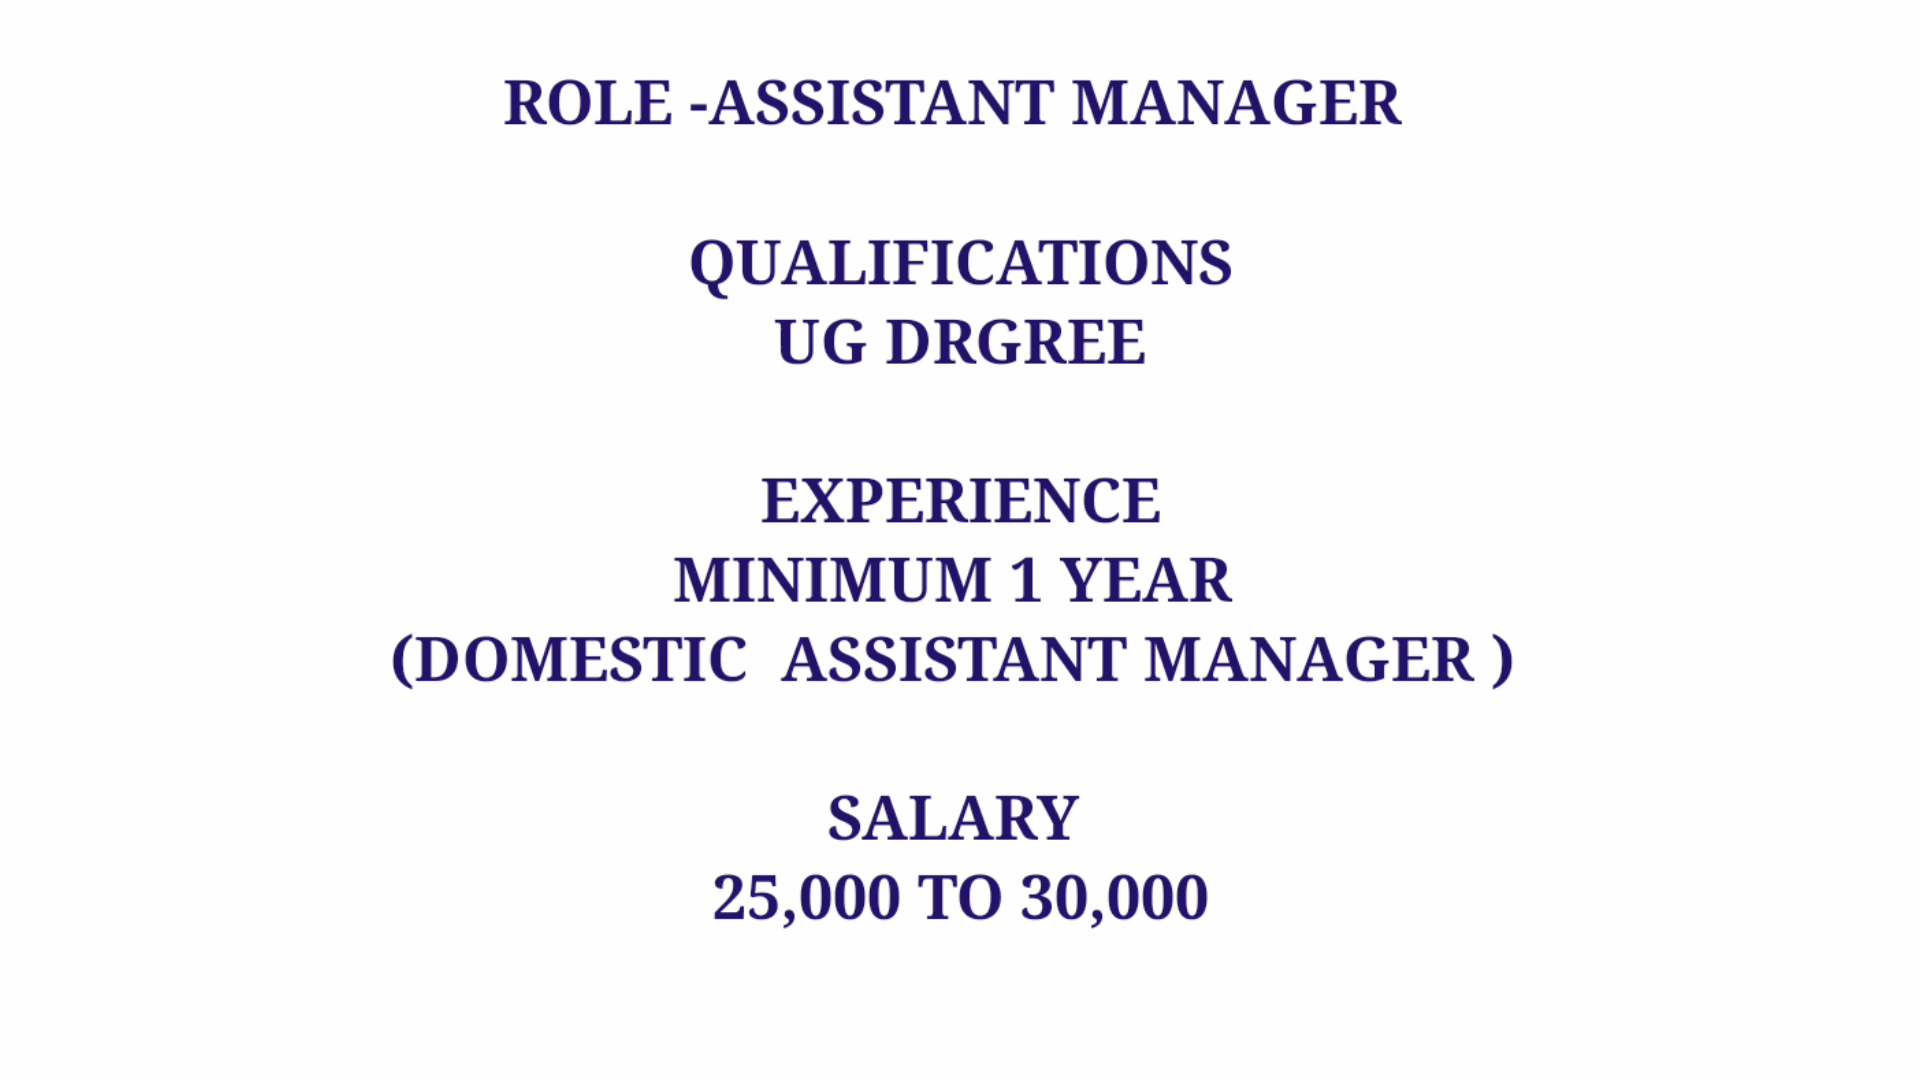 ROLE -ASSISTANT MANAGER
QUALIFICATIONS
UG DRGREE
EXPERIENCE
MINIMUM 1 YEAR
(DOMESTIC  ASSISTANT MANAGER )
SALARY
25,000 TO 30,000